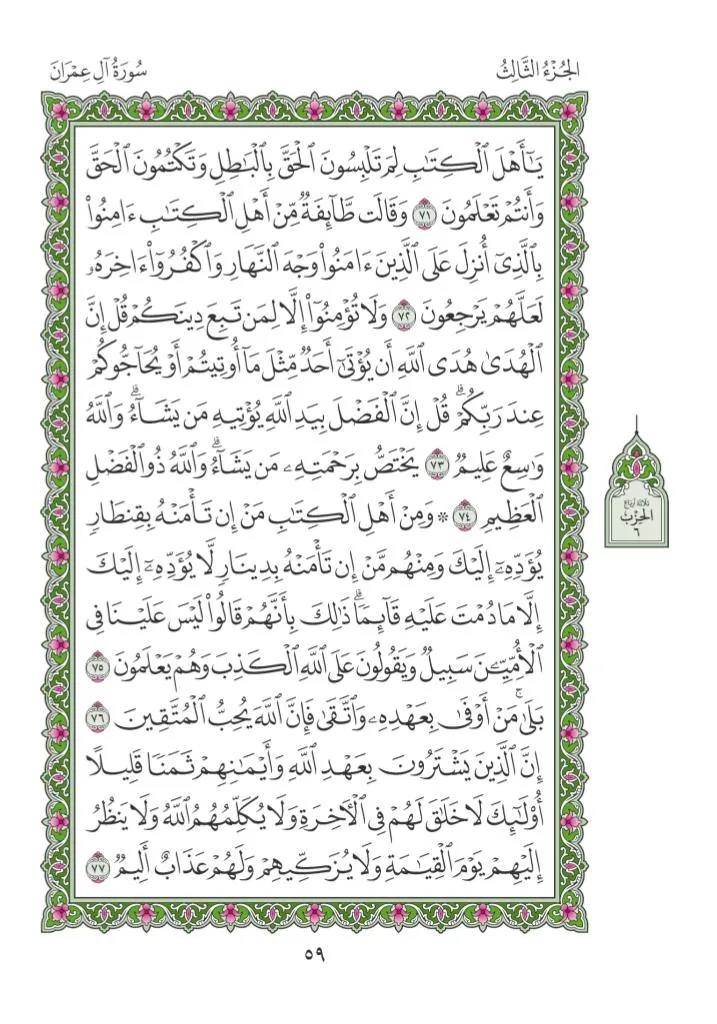 الجُزْءُ الثَّالِثُ
سُورَةُ آلِ عِمْرَانَ
يَـٰٓأَهْلَ ٱلْكِتَـٰبِ لِمَ تَلْبِسُونَ ٱلْحَقَّ بِٱلْبَـٰطِلِ وَتَكْتُمُونَ ٱلْحَقَّ
وَأَنتُمْ تَعْلَمُونَ ٧١ وَقَالَت طَّآئِفَةٌ مِّنْ أَهْلِ ٱلْكِتَـٰبِ ءَامِنُوا۟
بِٱلَّذِىٓ أُنزِلَ عَلَى ٱلَّذِينَ ءَامَنُوا۟ وَجْهَ ٱلنَّهَارِ وَٱكْفُرُوٓا۟ ءَاخِرَهُۥ
لَعَلَّهُمْ يَرْجِعُونَ ٧٢ وَلَا تُؤْمِنُوٓا۟ إِلَّا لِمَن تَبِعَ دِينَكُمْ قُلْ إِنَّ
ٱلْهُدَىٰ هُدَى ٱللَّهِ أَن يُؤْتَىٰٓ أَحَدٌ مِّثْلَ مَآ أُوتِيتُمْ أَوْ يُحَآجُّوكُمْ
عِندَ رَبِّكُمْ ۗ قُلْ إِنَّ ٱلْفَضْلَ بِيَدِ ٱللَّهِ يُؤْتِيهِ مَن يَشَآءُ ۗ وَٱللَّهُ
وَٰسِعٌ عَلِيمٌ ٧٣ يَخْتَصُّ بِرَحْمَتِهِۦ مَن يَشَآءُ ۗ وَٱللَّهُ ذُو ٱلْفَضْلِ
ٱلْعَظِيمِ ٧٤ * وَمِنْ أَهْلِ ٱلْكِتَـٰبِ مَنْ إِن تَأْمَنْهُ بِقِنطَارٍ
يُؤَدِّهِۦٓ إِلَيْكَ وَمِنْهُم مَّنْ إِن تَأْمَنْهُ بِدِينَارٍ لَّا يُؤَدِّهِۦٓ إِلَيْكَ
إِلَّا مَا دُمْتَ عَلَيْهِ قَآئِمًا ۗ ذَٰلِكَ بِأَنَّهُمْ قَالُوا۟ لَيْسَ عَلَيْنَا فِى
ٱلْأُمِّيِّـۧنَ سَبِيلٌ وَيَقُولُونَ عَلَى ٱللَّهِ ٱلْكَذِبَ وَهُمْ يَعْلَمُونَ ٧٥
بَلَىٰ ۚ مَنْ أَوْفَىٰ بِعَهْدِهِۦ وَٱتَّقَىٰ فَإِنَّ ٱللَّهَ يُحِبُّ ٱلْمُتَّقِينَ ٧٦
إِنَّ ٱلَّذِينَ يَشْتَرُونَ بِعَهْدِ ٱللَّهِ وَأَيْمَـٰنِهِمْ ثَمَنًا قَلِيلًا
أُو۟لَـٰٓئِكَ لَا خَلَـٰقَ لَهُمْ فِى ٱلْـَٔاخِرَةِ وَلَا يُكَلِّمُهُمُ ٱللَّهُ وَلَا يَنظُرُ
إِلَيْهِمْ يَوْمَ ٱلْقِيَـٰمَةِ وَلَا يُزَكِّيهِمْ وَلَهُمْ عَذَابٌ أَلِيمٌ ٧٧
ثلاثة أرباع
الحزب
٦
٥٩